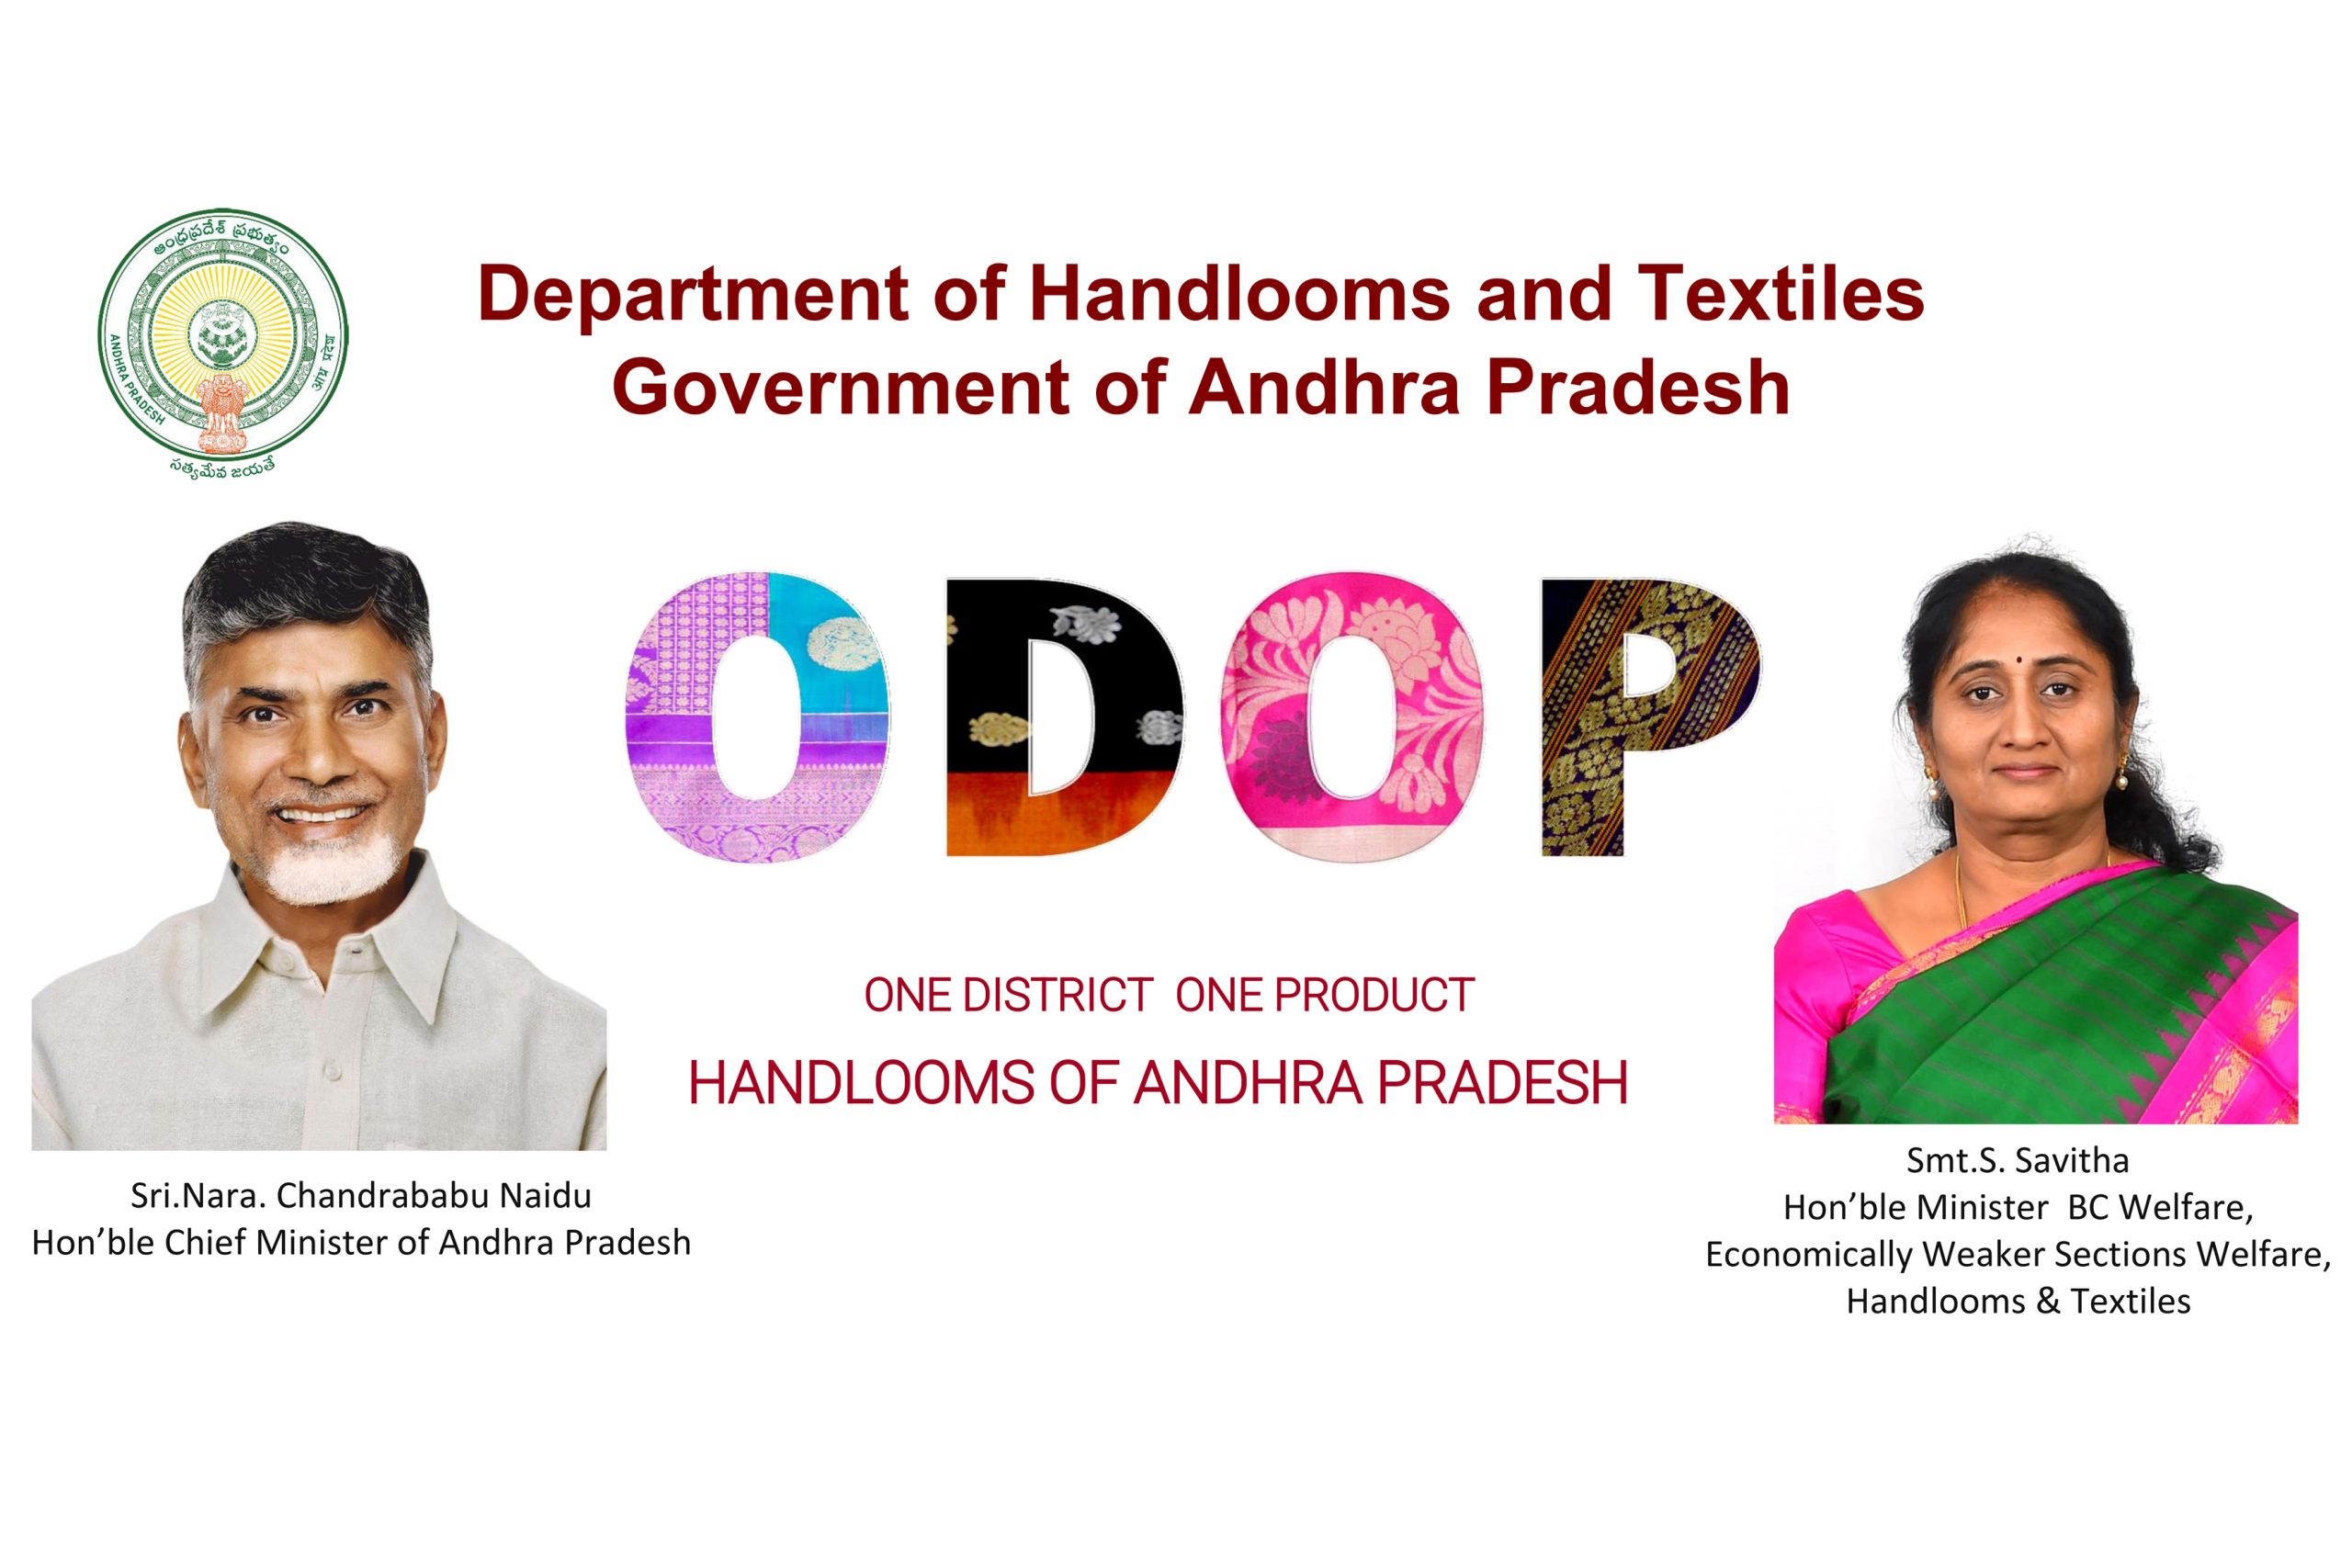 ఆంధ్రప్రదేశ్ ప్రభుత్వం
ANDHRA PRADESH
आंध्र प्रदेश
సత్యమేవ జయతే
Department of Handlooms and Textiles
Government of Andhra Pradesh
ODOP
ONE DISTRICT ONE PRODUCT
HANDLOOMS OF ANDHRA PRADESH
Sri.Nara. Chandrababu Naidu
Hon’ble Chief Minister of Andhra Pradesh
Smt.S. Savitha
Hon’ble Minister BC Welfare,
Economically Weaker Sections Welfare,
Handlooms & Textiles